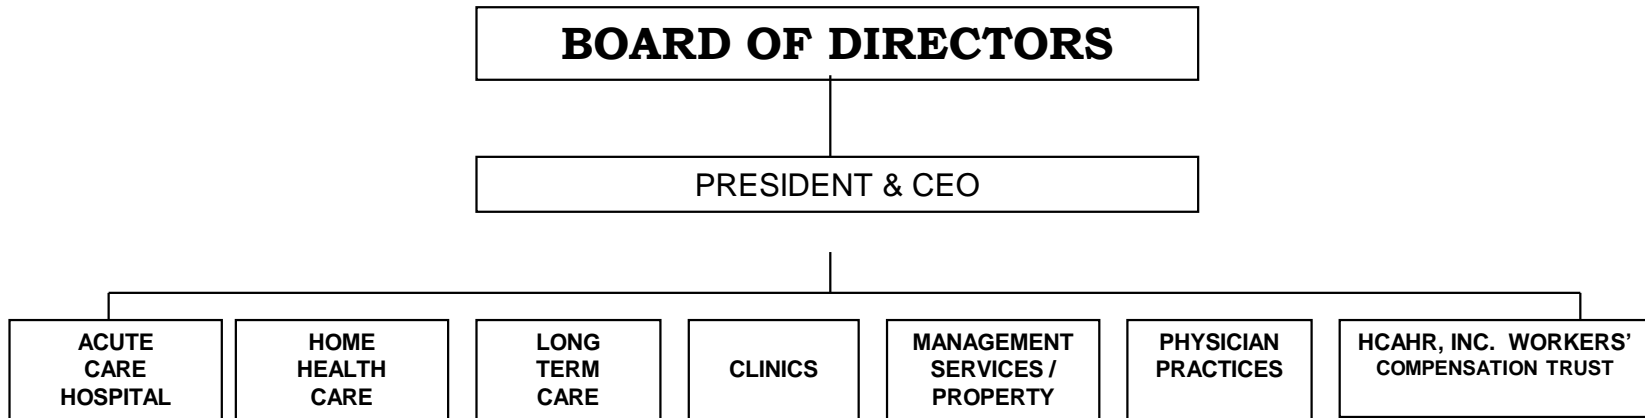 BOARD OF DIRECTORS
PRESIDENT & CEO
ACUTE
CARE
HOSPITAL
HOME
HEALTH
CARE
LONG
TERM
CARE
CLINICS
MANAGEMENT
SERVICES /
PROPERTY
PHYSICIAN
PRACTICES
HCAHR, INC. WORKERS’
COMPENSATION TRUST